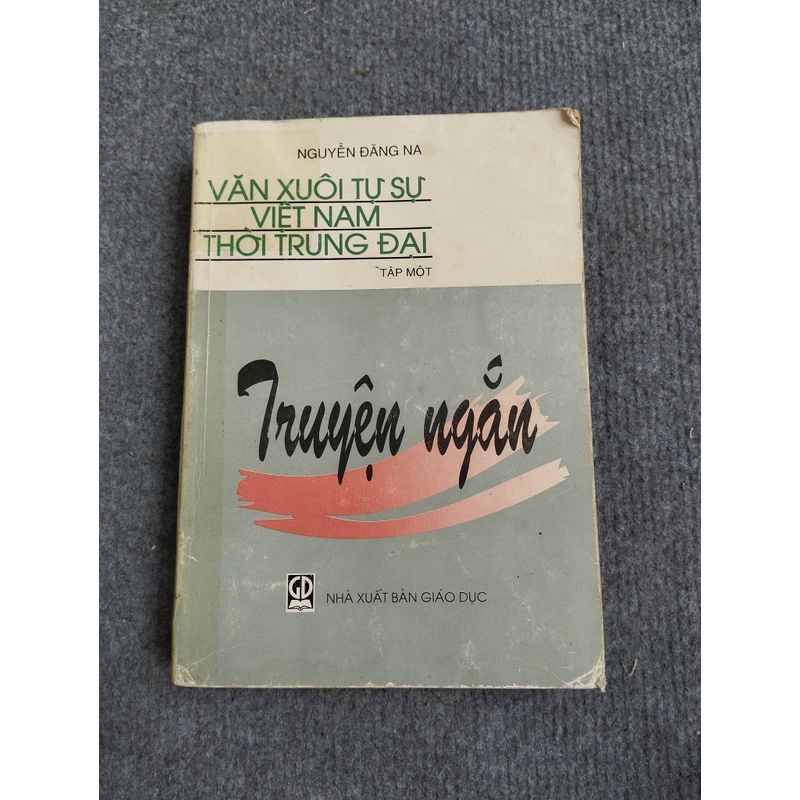 NGUYỄN ĐĂNG NA
VĂN XUÔI TỰ SỰ
VIỆT NAM
THỜI TRUNG ĐẠI
TẬP MỘT
Truyện ngắn
GD
NHÀ XUẤT BẢN GIÁO DỤC